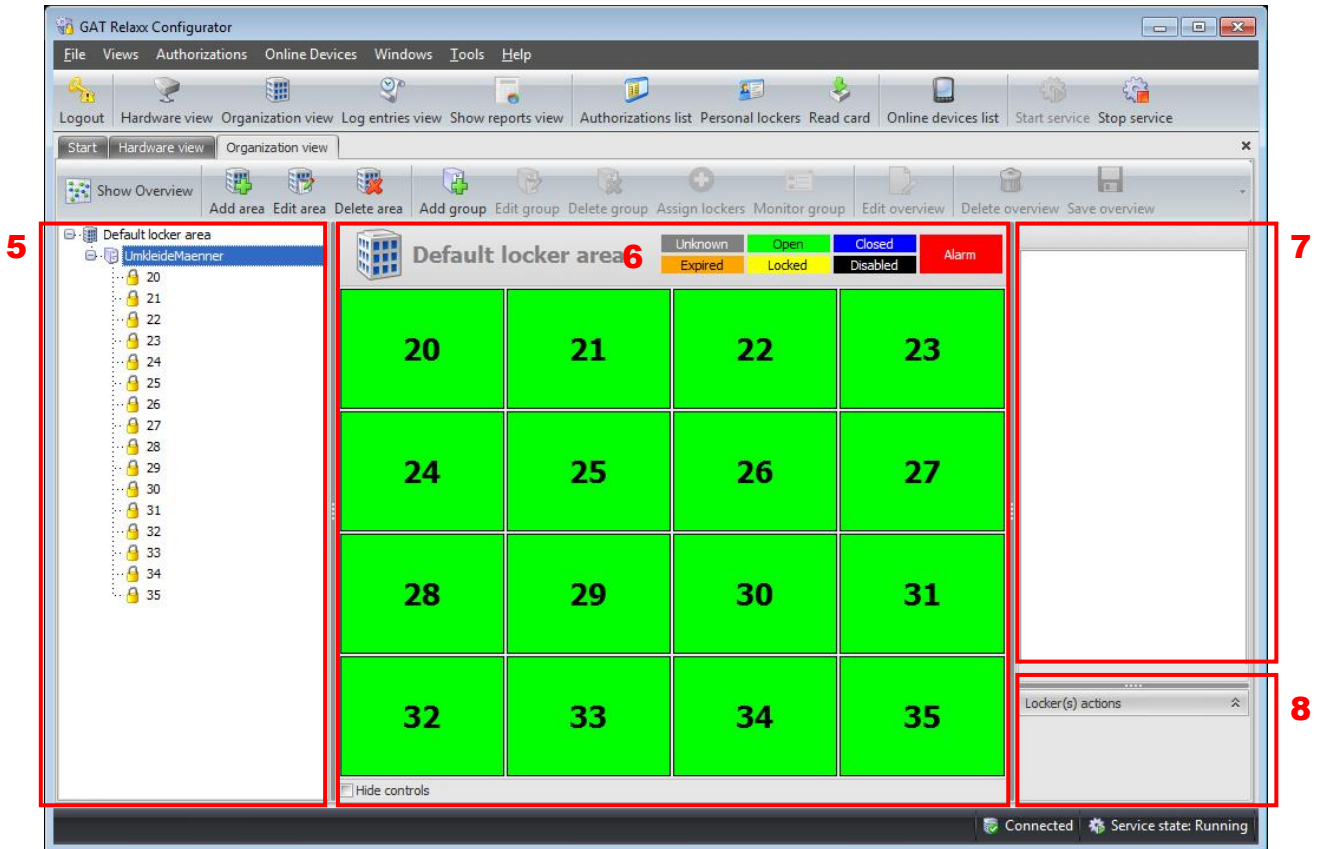 GAT Relaxx Configurator
File Views Authorizations Online Devices Windows Tools Help
Logout Hardware view Organization view Log entries view Show reports view Authorizations list Personal lockers Read card Online devices list Start service Stop service
Start Hardware view Organization view
Show Overview Add area Edit area Delete area Add group Edit group Delete group Assign lockers Monitor group Edit overview Delete overview Save overview
5
Default locker area
UmkleideMaenner
20
21
22
23
24
25
26
27
28
29
30
31
32
33
34
35
Default locker area
6
Unknown Open Closed
Expired Locked Disabled
Alarm
20 21 22 23
24 25 26 27
28 29 30 31
32 33 34 35
Hide controls
7
Locker(s) actions
8
Connected Service state: Running